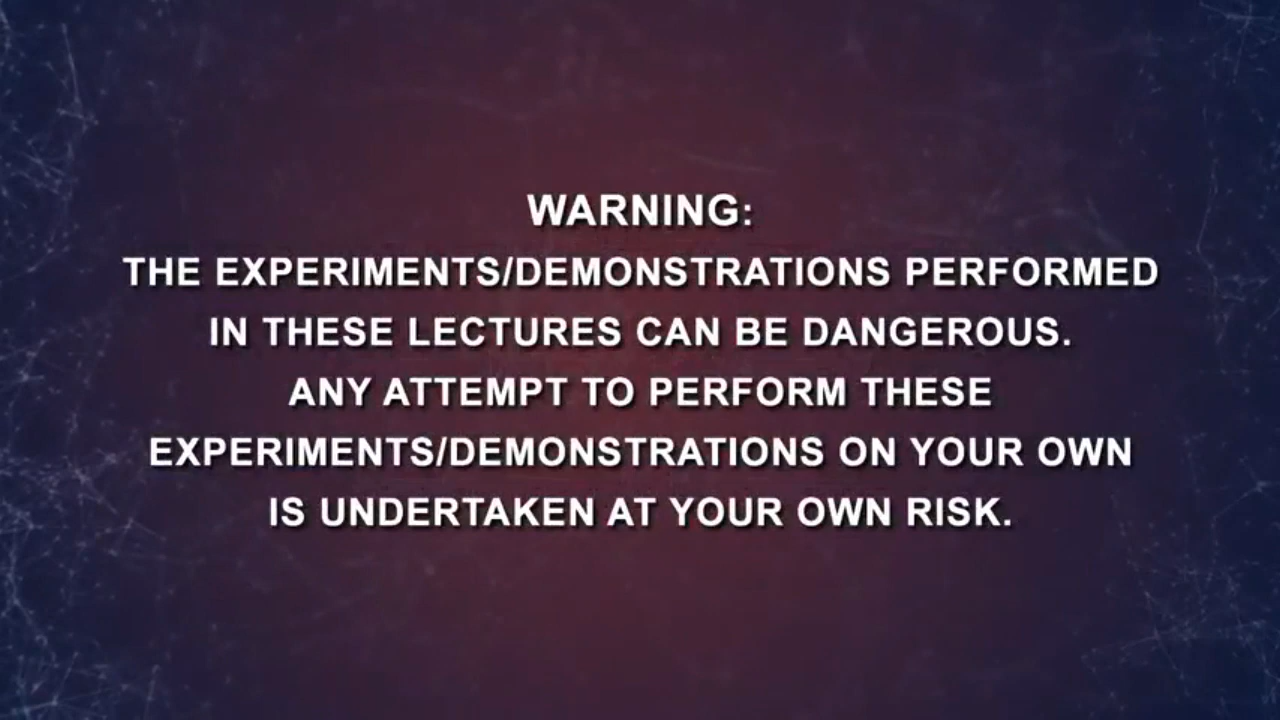 WARNING:
THE EXPERIMENTS/DEMONSTRATIONS PERFORMED
IN THESE LECTURES CAN BE DANGEROUS.
ANY ATTEMPT TO PERFORM THESE
EXPERIMENTS/DEMONSTRATIONS ON YOUR OWN
IS UNDERTAKEN AT YOUR OWN RISK.